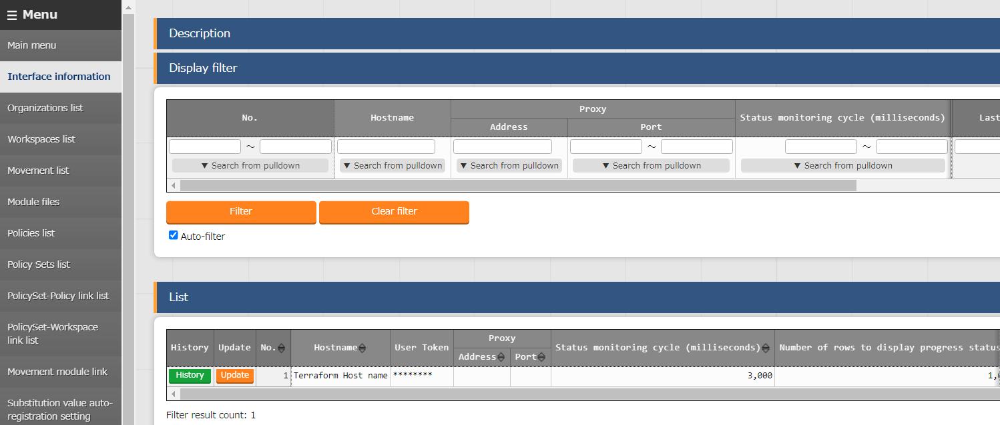 ☰ Menu
Main menu
Interface information
Organizations list
Workspaces list
Movement list
Module files
Policies list
Policy Sets list
PolicySet-Policy link list
PolicySet-Workspace
link list
Movement module link
Substitution value auto-
registration setting
Description
Display filter
No. Hostname Proxy Status monitoring cycle (milliseconds) Last
Address Port
~ ~ ~
▼ Search from pulldown ▼ Search from pulldown ▼ Search from pulldown ▼ Search from pulldown ▼ Search from pulldown
Filter Clear filter
Auto-filter
List
History Update No. Hostname User Token Proxy Status monitoring cycle (milliseconds) Number of rows to display progress status
Address Port
History Update 1 Terraform Host name ******** 3,000
Filter result count: 1